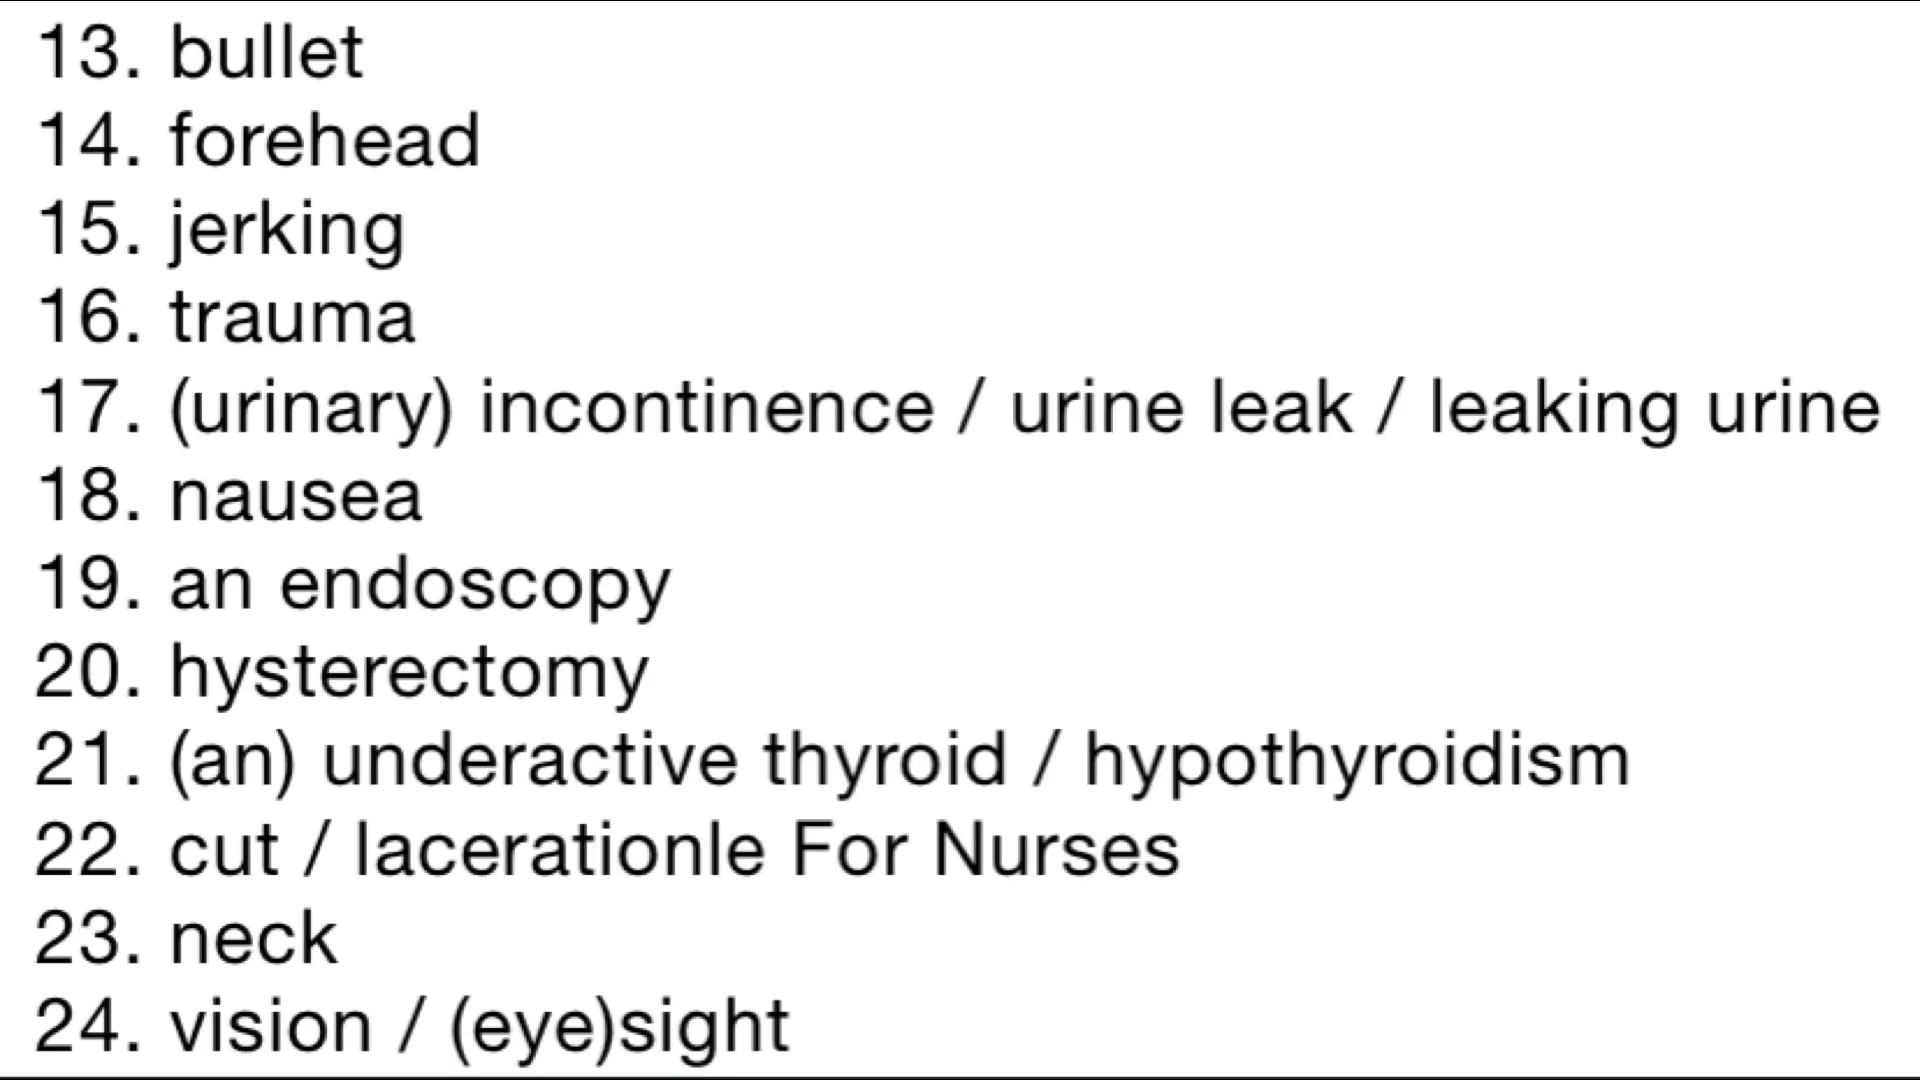 13. bullet
14. forehead
15. jerking
16. trauma
17. (urinary) incontinence / urine leak / leaking urine
18. nausea
19. an endoscopy
20. hysterectomy
21. (an) underactive thyroid / hypothyroidism
22. cut / lacerationle For Nurses
23. neck
24. vision / (eye)sight